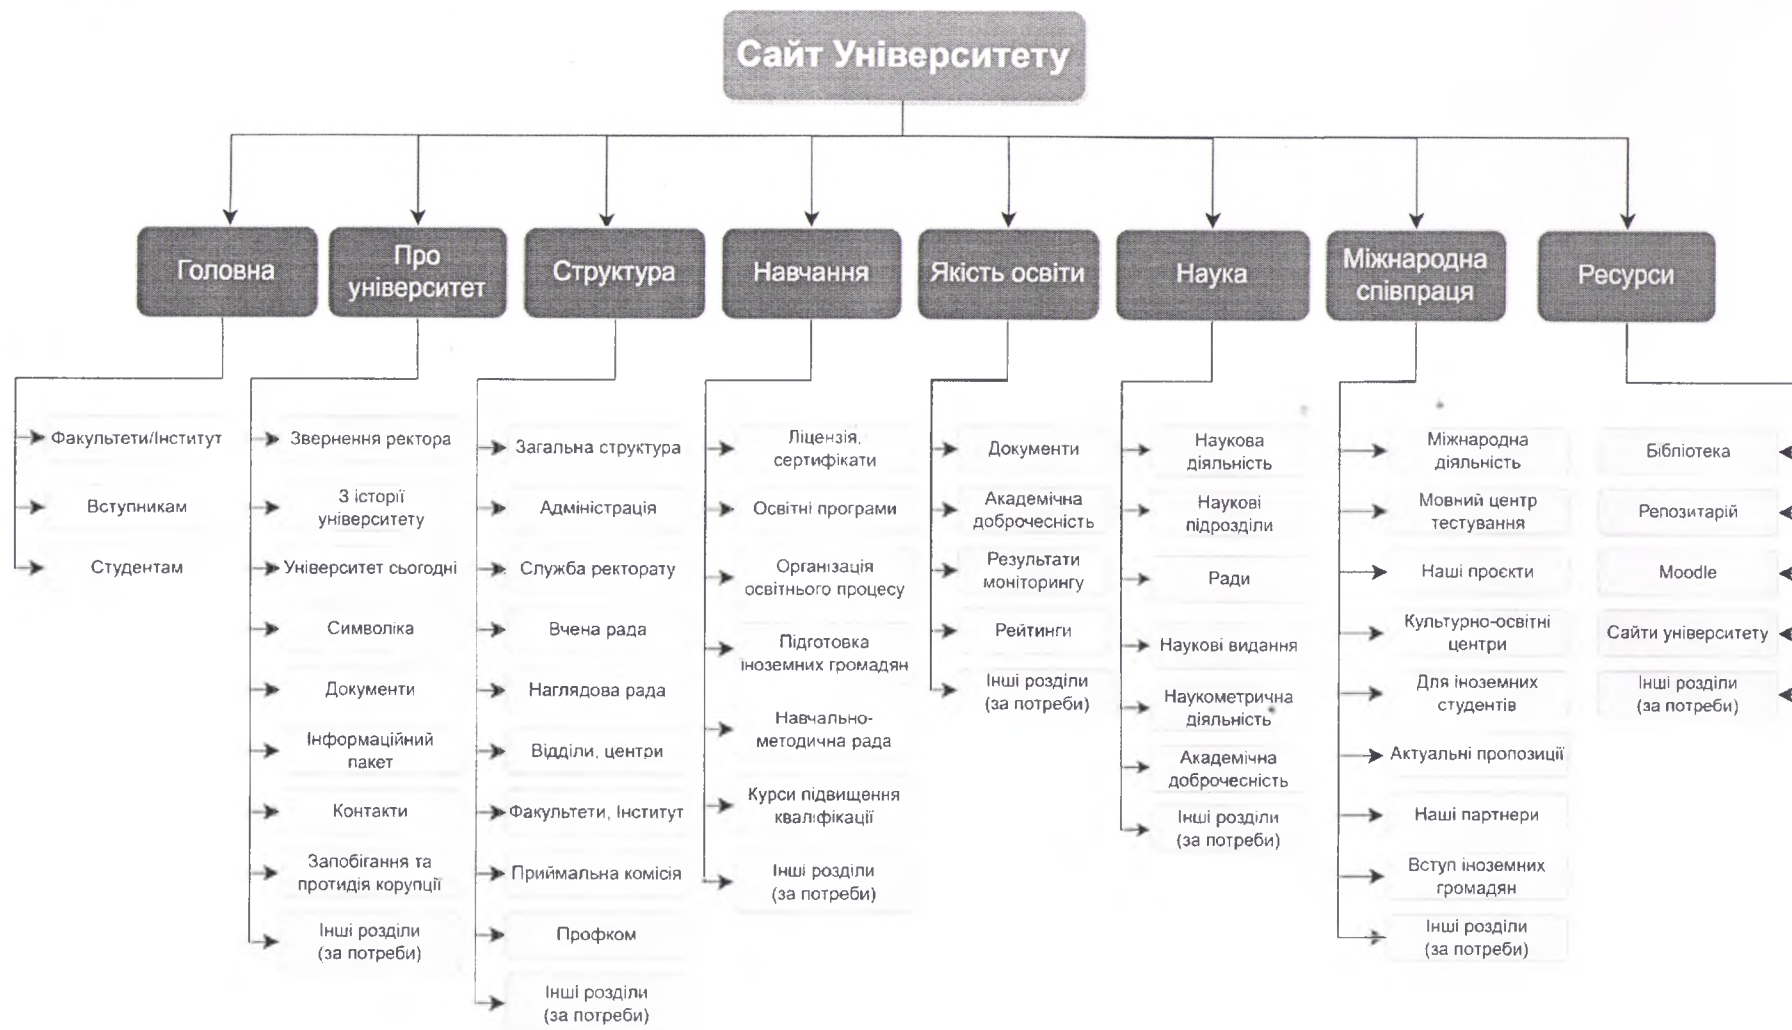 Сайт Університету
Головна
Про
університет
Структура
Навчання
Якість освіти
Наука
Міжнародна
співпраця
Ресурси
Факультети/Інститут
Вступникам
Студентам
Звернення ректора
З історії
університету
Університет сьогодні
Символіка
Документи
Інформаційний
пакет
Контакти
Запобігання та
протидія корупції
Інші розділи
(за потреби)
Загальна структура
Адміністрація
Служба ректорату
Вчена рада
Наглядова рада
Відділи, центри
Факультети, Інститут
Приймальна комісія
Профком
Інші розділи
(за потреби)
Ліцензія,
сертифікати
Освітні програми
Організація
освітнього процесу
Підготовка
іноземних громадян
Навчально-
методична рада
Курси підвищення
кваліфікації
Інші розділи
(за потреби)
Документи
Академічна
доброчесність
Результати
моніторингу
Рейтинги
Інші розділи
(за потреби)
Наукова
діяльність
Наукові
підрозділи
Ради
Наукові видання
Наукометрична
діяльність
Академічна
доброчесність
Інші розділи
(за потреби)
Міжнародна
діяльність
Мовний центр
тестування
Наші проєкти
Культурно-освітні
центри
Для іноземних
студентів
Актуальні пропозиції
Наші партнери
Вступ іноземних
громадян
Інші розділи
(за потреби)
Бібліотека
Репозитарій
Moodle
Сайти університету
Інші розділи
(за потреби)